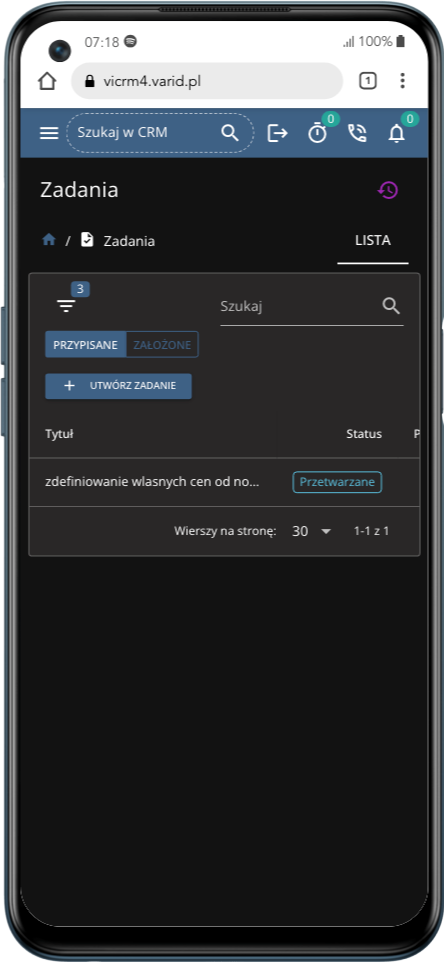 07:18
100%
vicrm4.varid.pl
1
Szukaj w CRM
0
0
Zadania
/ Zadania
LISTA
3
Szukaj
PRZYPISANE
ZAŁOŻONE
+ UTWÓRZ ZADANIE
Tytuł Status P
zdefiniowanie wlasnych cen od no... Przetwarzane
Wierszy na stronę: 30 1-1 z 1